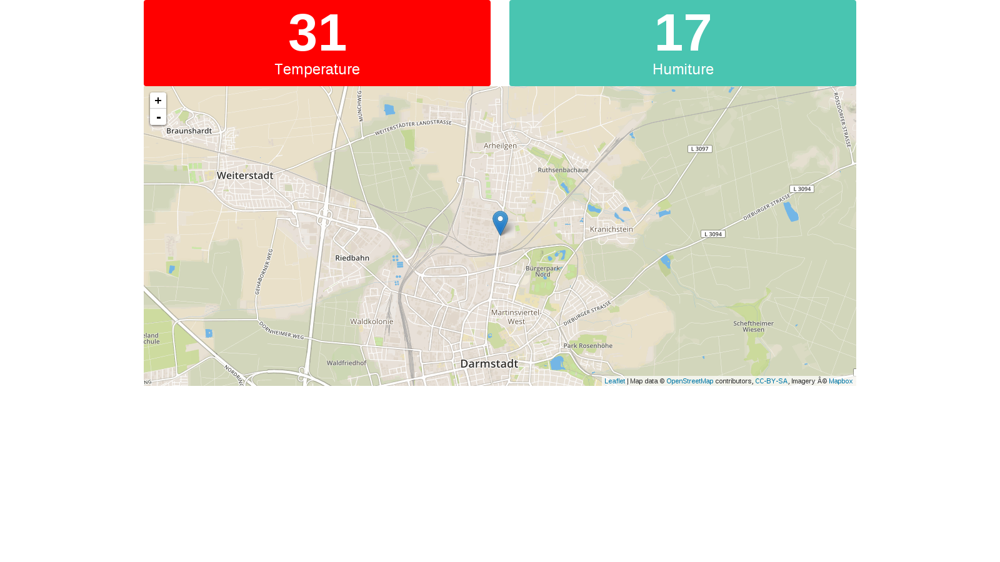 31
Temperature
17
Humiture
+
-
MÜNCHWEG
ROSSDÖRFER STRASSE
WEITERSTÄDTER LANDSTRASSE
Braunshardt
Arheilgen
L 3097
Ruthsenbachaue
Weiterstadt
L 3094
DIEBURGER STRASSE
Kranichstein
L 3094
GEHABORNER WEG
Riedbahn
Bürgerpark
Nord
Martinsviertel-
West
DIEBURGER STRASSE
Waldkolonie
Scheftheimer
Wiesen
DORNHEIMER WEG
eland
chule
Park Rosenhöhe
Waldfriedhof
Darmstadt
NORDRING
NG
Leaflet | Map data © OpenStreetMap contributors, CC-BY-SA, Imagery Â© Mapbox